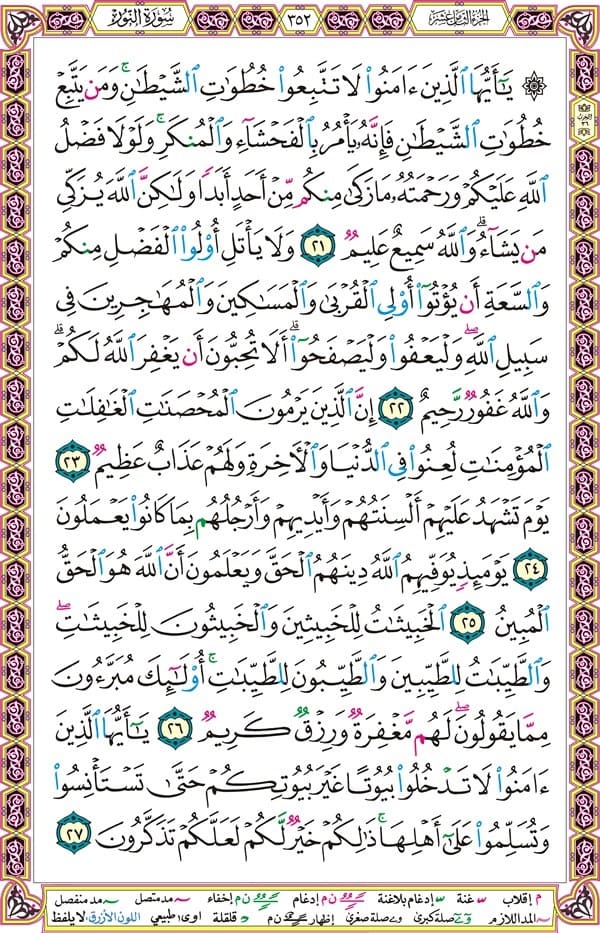 الجزء الثامن عشر ٣٥٢ سورة النور
۞ يَٰٓأَيُّهَا ٱلَّذِينَ ءَامَنُوا۟ لَا تَتَّبِعُوا۟ خُطُوَٰتِ ٱلشَّيْطَٰنِ ۚ وَمَن يَتَّبِعْ
خُطُوَٰتِ ٱلشَّيْطَٰنِ فَإِنَّهُۥ يَأْمُرُ بِٱلْفَحْشَآءِ وَٱلْمُنكَرِ ۚ وَلَوْلَا فَضْلُ
ٱللَّهِ عَلَيْكُمْ وَرَحْمَتُهُۥ مَا زَكَىٰ مِنكُم مِّنْ أَحَدٍ أَبَدًا وَلَٰكِنَّ ٱللَّهَ يُزَكِّى
مَن يَشَآءُ ۗ وَٱللَّهُ سَمِيعٌ عَلِيمٌ ٢١ وَلَا يَأْتَلِ أُو۟لُوا۟ ٱلْفَضْلِ مِنكُمْ
وَٱلسَّعَةِ أَن يُؤْتُوٓا۟ أُو۟لِى ٱلْقُرْبَىٰ وَٱلْمَسَٰكِينَ وَٱلْمُهَٰجِرِينَ فِى
سَبِيلِ ٱللَّهِ ۖ وَلْيَعْفُوا۟ وَلْيَصْفَحُوٓا۟ ۗ أَلَا تُحِبُّونَ أَن يَغْفِرَ ٱللَّهُ لَكُمْ ۗ
وَٱللَّهُ غَفُورٌ رَّحِيمٌ ٢٢ إِنَّ ٱلَّذِينَ يَرْمُونَ ٱلْمُحْصَنَٰتِ ٱلْغَٰفِلَٰتِ
ٱلْمُؤْمِنَٰتِ لُعِنُوا۟ فِى ٱلدُّنْيَا وَٱلْءَاخِرَةِ وَلَهُمْ عَذَابٌ عَظِيمٌ ٢٣
يَوْمَ تَشْهَدُ عَلَيْهِمْ أَلْسِنَتُهُمْ وَأَيْدِيهِمْ وَأَرْجُلُهُم بِمَا كَانُوا۟ يَعْمَلُونَ
٢٤ يَوْمَئِذٍ يُوَفِّيهِمُ ٱللَّهُ دِينَهُمُ ٱلْحَقَّ وَيَعْلَمُونَ أَنَّ ٱللَّهَ هُوَ ٱلْحَقُّ
ٱلْمُبِينُ ٢٥ ٱلْخَبِيثَٰتُ لِلْخَبِيثِينَ وَٱلْخَبِيثُونَ لِلْخَبِيثَٰتِ ۖ
وَٱلطَّيِّبَٰتُ لِلطَّيِّبِينَ وَٱلطَّيِّبُونَ لِلطَّيِّبَٰتِ ۚ أُو۟لَٰٓئِكَ مُبَرَّءُونَ
مِمَّا يَقُولُونَ ۖ لَهُم مَّغْفِرَةٌ وَرِزْقٌ كَرِيمٌ ٢٦ يَٰٓأَيُّهَا ٱلَّذِينَ
ءَامَنُوا۟ لَا تَدْخُلُوا۟ بُيُوتًا غَيْرَ بُيُوتِكُمْ حَتَّىٰ تَسْتَأْنِسُوا۟
وَتُسَلِّمُوا۟ عَلَىٰٓ أَهْلِهَا ۚ ذَٰلِكُمْ خَيْرٌ لَّكُمْ لَعَلَّكُمْ تَذَكَّرُونَ ٢٧
م إقلاب غنة إدغام بلاغنة ن م إدغام ن م إخفاء مد متصل مد منفصل
المد اللازم صلة كبرى صلة صغرى إظهار ن م قلقلة اوى: طبيعي اللون الأزرق: لا يلفظ